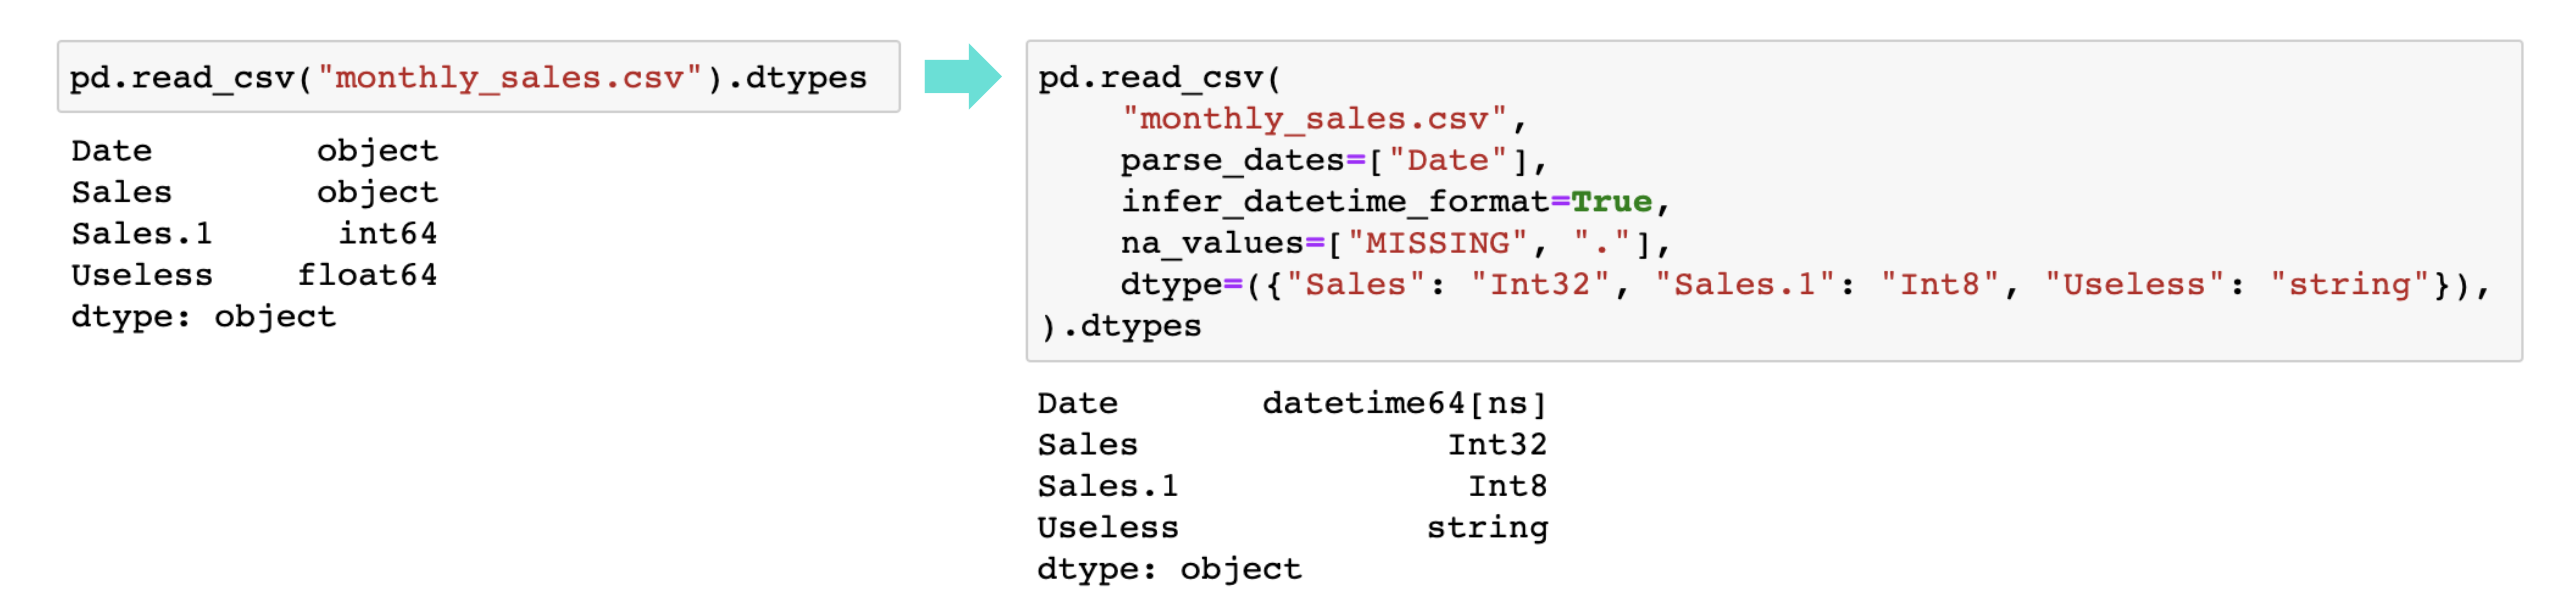 pd.read_csv("monthly_sales.csv").dtypes
Date        object
Sales       object
Sales.1      int64
Useless    float64
dtype: object
pd.read_csv(
    "monthly_sales.csv",
    parse_dates=["Date"],
    infer_datetime_format=True,
    na_values=["MISSING", "."],
    dtype=({"Sales": "Int32", "Sales.1": "Int8", "Useless": "string"}),
).dtypes
Date       datetime64[ns]
Sales               Int32
Sales.1              Int8
Useless            string
dtype: object